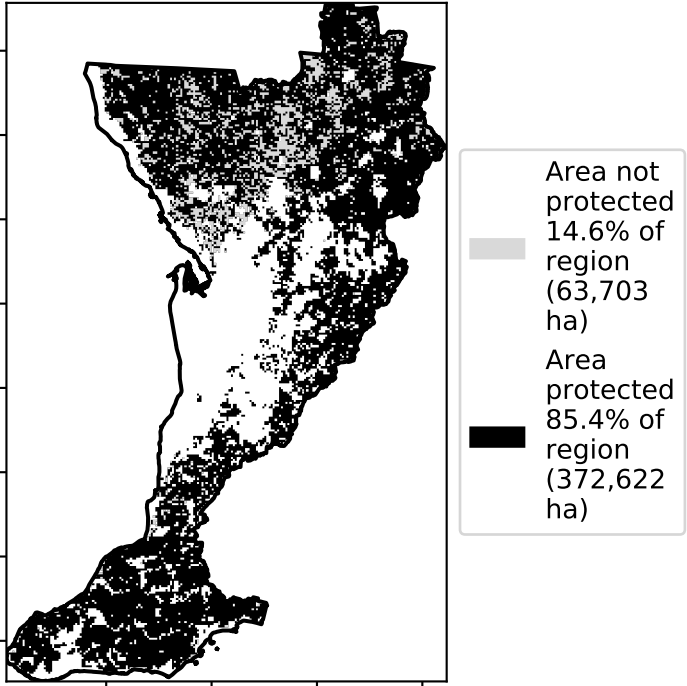 Area not
protected
14.6% of
region
(63,703
ha)
Area
protected
85.4% of
region
(372,622
ha)